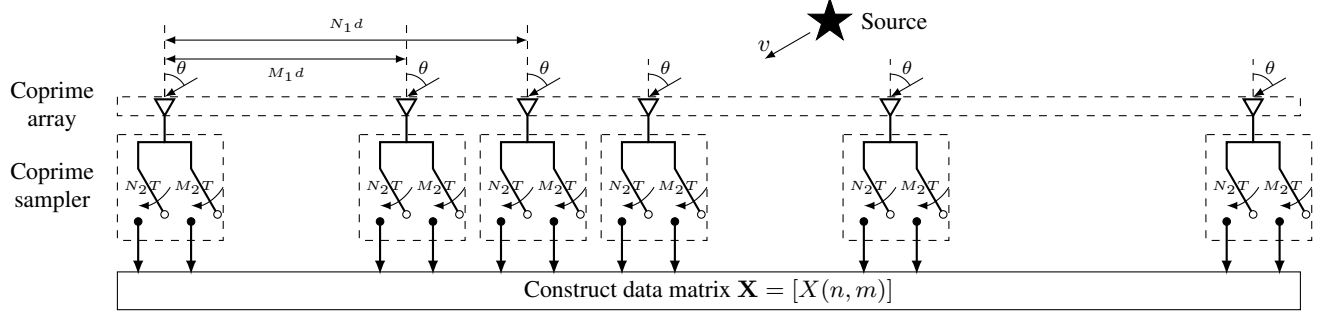 N₁d
M₁d
Source
v
θ θ θ θ θ θ
Coprime
array
Coprime
sampler
N₂T M₂T N₂T M₂T N₂T M₂T N₂T M₂T N₂T M₂T N₂T M₂T
Construct data matrix X = [X(n, m)]